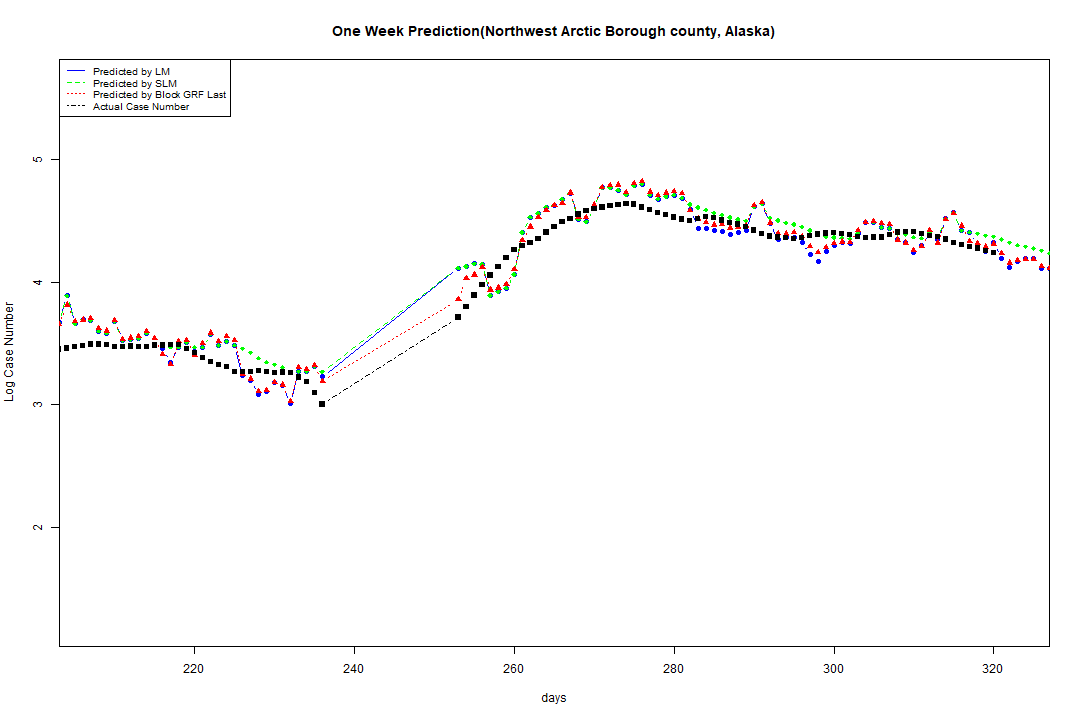 One Week Prediction(Northwest Arctic Borough county, Alaska)
Predicted by LM
Predicted by SLM
Predicted by Block GRF Last
Actual Case Number
5
4
3
2
Log Case Number
220 240 260 280 300 320
days